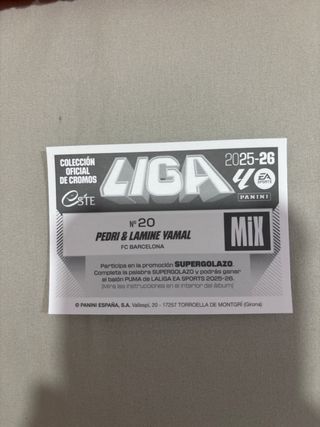 COLECCIÓN
OFICIAL
DE CROMOS
Este
LIGA
2025-26
EA
SPORTS
PANINI
Nº 20
PEDRI & LAMINE YAMAL
FC BARCELONA
MiX
Participa en la promoción SUPERGOLAZO.
Completa la palabra SUPERGOLAZO y podrás ganar
el balón PUMA de LALIGA EA SPORTS 2025-26.
(Mira las instrucciones en el interior del álbum)
© PANINI ESPAÑA, S.A. Vallespí, 20 - 17257 TORROELLA DE MONTGRÍ (Girona)